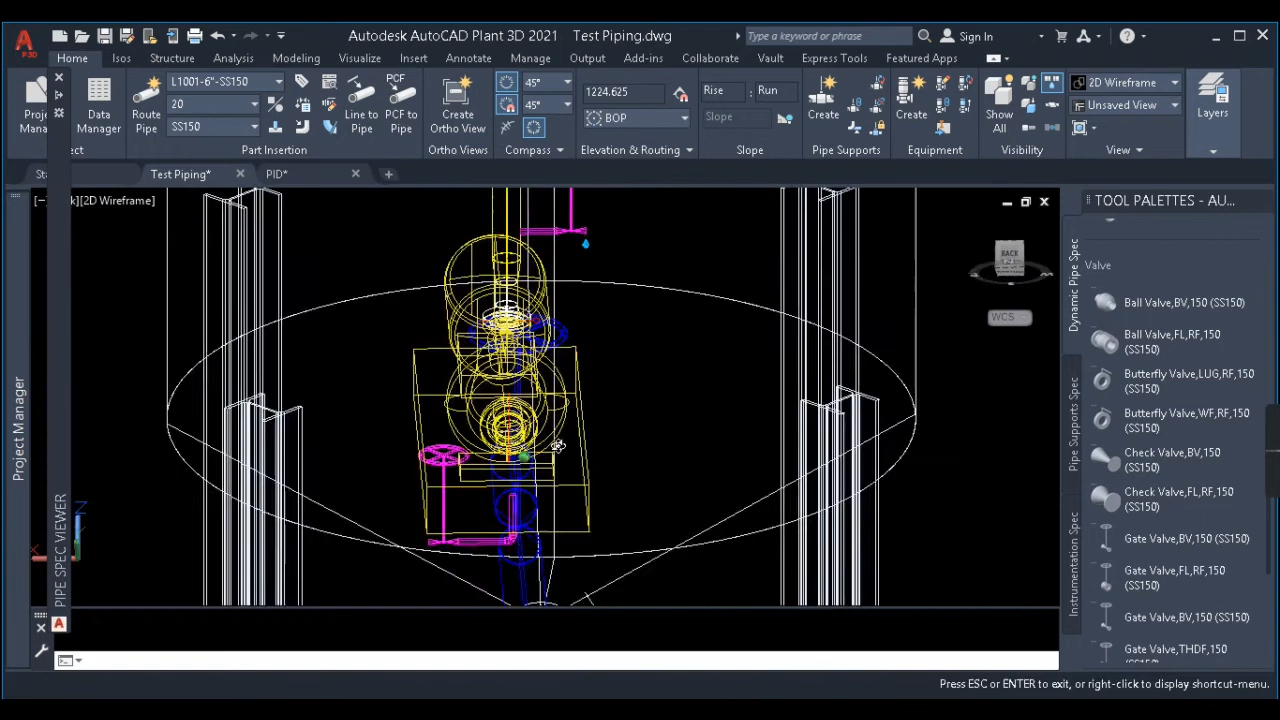 Autodesk AutoCAD Plant 3D 2021 Test Piping.dwg
Type a keyword or phrase
Sign In
P3D
Home Isos Structure Analysis Modeling Visualize Insert Annotate Manage Output Add-ins Collaborate Vault Express Tools Featured Apps
L1001-6"-SS150
20
SS150
Data
Manager
Route
Pipe
Part Insertion
Line to
Pipe
PCF
PCF to
Pipe
Create
Ortho View
Ortho Views
45°
45°
Compass
1224.625
BOP
Elevation & Routing
Rise : Run
Slope
Slope
Create
Pipe Supports
Create
Equipment
Show
All
Visibility
2D Wireframe
Unsaved View
View
Layers
Test Piping*
PID*
[2D Wireframe]
BACK
WCS
X
Z
Project Manager
PIPE SPEC VIEWER
TOOL PALETTES - AU...
Dynamic Pipe Spec
Pipe Supports Spec
Instrumentation Spec
Valve
Ball Valve,BV,150 (SS150)
Ball Valve,FL,RF,150
(SS150)
Butterfly Valve,LUG,RF,150
(SS150)
Butterfly Valve,WF,RF,150
(SS150)
Check Valve,BV,150
(SS150)
Check Valve,FL,RF,150
(SS150)
Gate Valve,BV,150 (SS150)
Gate Valve,FL,RF,150
(SS150)
Gate Valve,BV,150 (SS150)
Gate Valve,THDF,150
Press ESC or ENTER to exit, or right-click to display shortcut-menu.